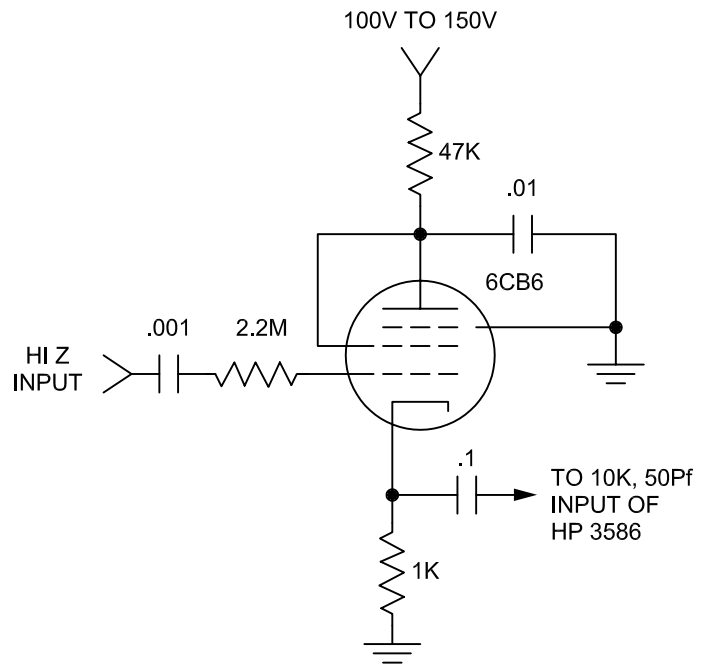 100V TO 150V
47K
.01
6CB6
.001
2.2M
HI Z
INPUT
.1
TO 10K, 50Pf
INPUT OF
HP 3586
1K